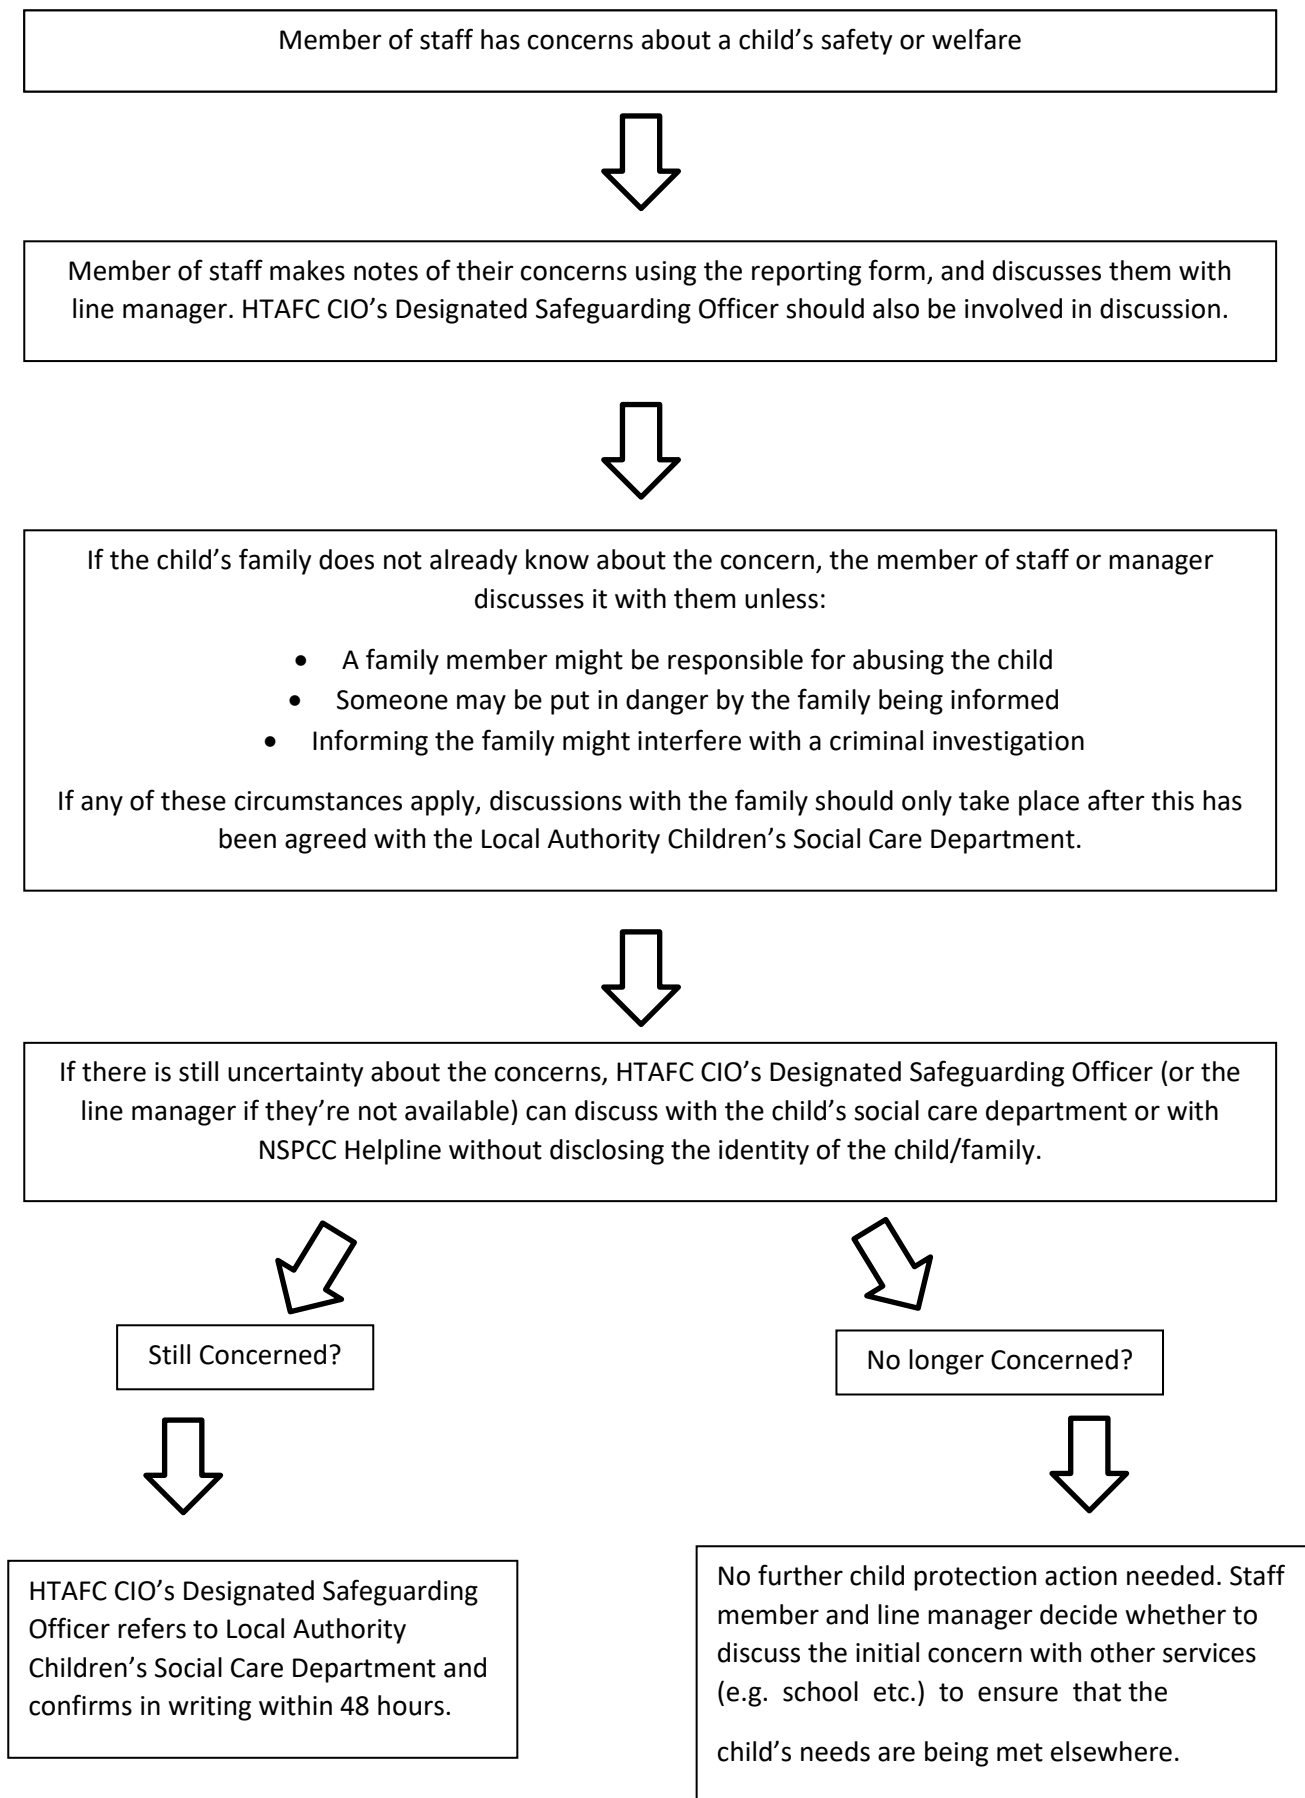 Member of staff has concerns about a child’s safety or welfare
Member of staff makes notes of their concerns using the reporting form, and discusses them with
line manager. HTAFC CIO’s Designated Safeguarding Officer should also be involved in discussion.
If the child’s family does not already know about the concern, the member of staff or manager
discusses it with them unless:
• A family member might be responsible for abusing the child
• Someone may be put in danger by the family being informed
• Informing the family might interfere with a criminal investigation
If any of these circumstances apply, discussions with the family should only take place after this has
been agreed with the Local Authority Children’s Social Care Department.
If there is still uncertainty about the concerns, HTAFC CIO’s Designated Safeguarding Officer (or the
line manager if they’re not available) can discuss with the child’s social care department or with
NSPCC Helpline without disclosing the identity of the child/family.
Still Concerned?
No longer Concerned?
HTAFC CIO’s Designated Safeguarding
Officer refers to Local Authority
Children’s Social Care Department and
confirms in writing within 48 hours.
No further child protection action needed. Staff
member and line manager decide whether to
discuss the initial concern with other services
(e.g. school etc.) to ensure that the
child’s needs are being met elsewhere.